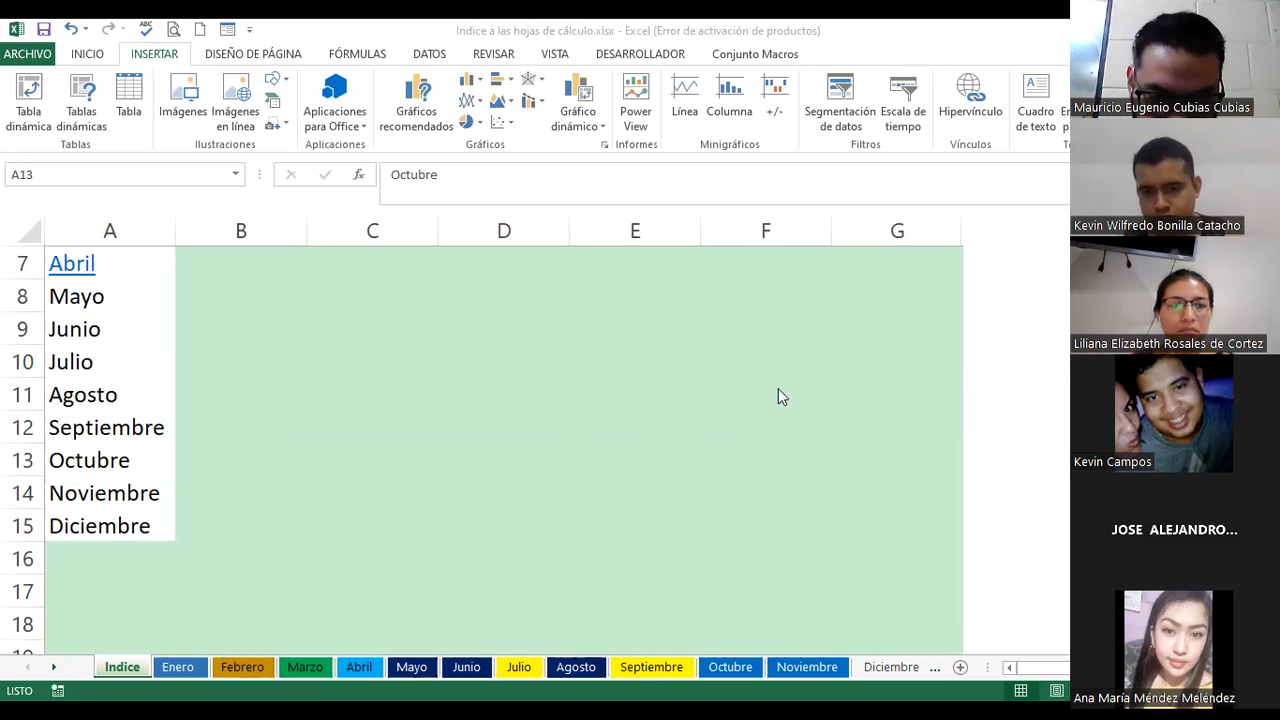 Indice a las hojas de cálculo.xlsx - Excel (Error de activación de productos)
ARCHIVO INICIO INSERTAR DISEÑO DE PÁGINA FÓRMULAS DATOS REVISAR VISTA DESARROLLADOR Conjunto Macros
Tabla dinámica
Tablas dinámicas
Tabla
Tablas
Imágenes
Imágenes en línea
Ilustraciones
Aplicaciones para Office
Aplicaciones
Gráficos recomendados
Gráfico dinámico
Gráficos
Power View
Informes
Línea
Columna
+/-
Minigráficos
Segmentación de datos
Escala de tiempo
Filtros
Hipervínculo
Vínculos
Cuadro de texto
A13
fx
Octubre
A B C D E F G
7 Abril
8 Mayo
9 Junio
10 Julio
11 Agosto
12 Septiembre
13 Octubre
14 Noviembre
15 Diciembre
16
17
18
Indice Enero Febrero Marzo Abril Mayo Junio Julio Agosto Septiembre Octubre Noviembre Diciembre ...
LISTO
Mauricio Eugenio Cubias Cubias
Kevin Wilfredo Bonilla Catacho
Liliana Elizabeth Rosales de Cortez
Kevin Campos
JOSE ALEJANDRO...
Ana María Méndez Meléndez